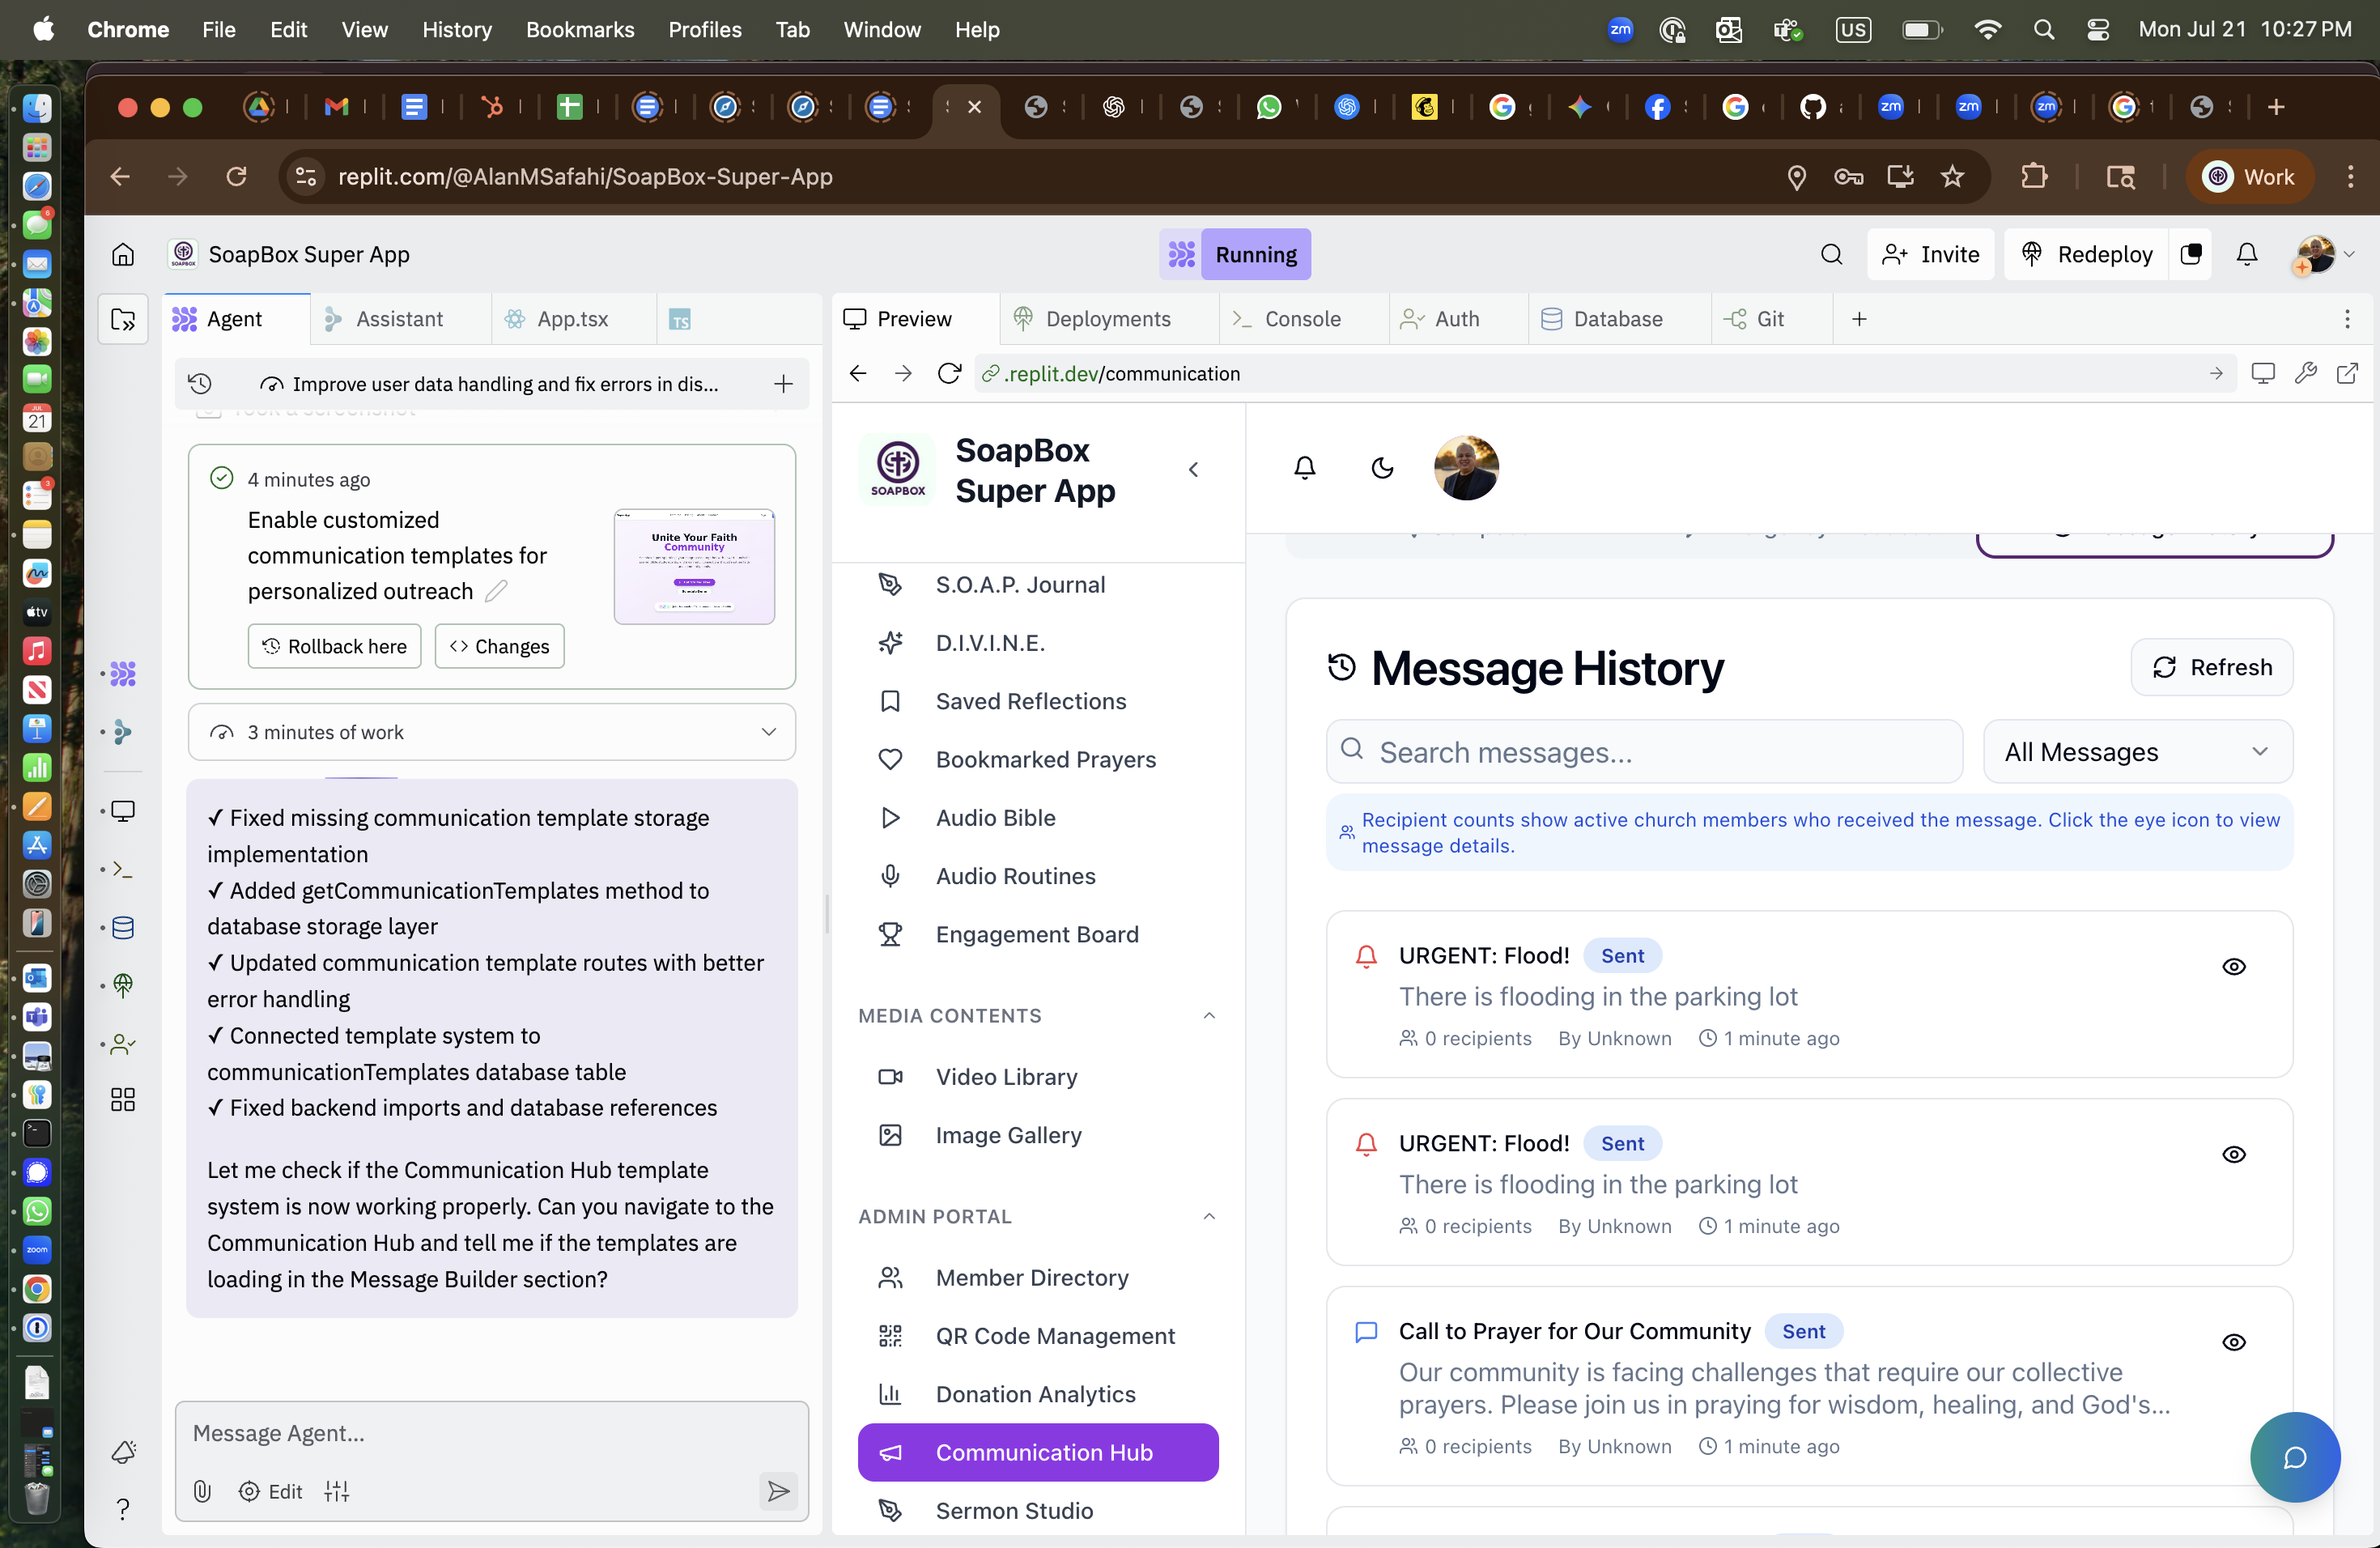 Chrome File Edit View History Bookmarks Profiles Tab Window Help
zm US Mon Jul 21 10:27 PM
replit.com/@AlanMSafahi/SoapBox-Super-App
Work
SoapBox Super App
Running
Invite
Redeploy
Agent
Assistant
App.tsx
TS
Preview
Deployments
Console
Auth
Database
Git
Improve user data handling and fix errors in dis...
.replit.dev/communication
Took a screenshot
4 minutes ago
Enable customized
communication templates for
personalized outreach
Unite Your Faith
Community
Rollback here
Changes
3 minutes of work
✓ Fixed missing communication template storage
implementation
✓ Added getCommunicationTemplates method to
database storage layer
✓ Updated communication template routes with better
error handling
✓ Connected template system to
communicationTemplates database table
✓ Fixed backend imports and database references
Let me check if the Communication Hub template
system is now working properly. Can you navigate to the
Communication Hub and tell me if the templates are
loading in the Message Builder section?
Message Agent...
Edit
SOAPBOX
SoapBox
Super App
S.O.A.P. Journal
D.I.V.I.N.E.
Saved Reflections
Bookmarked Prayers
Audio Bible
Audio Routines
Engagement Board
MEDIA CONTENTS
Video Library
Image Gallery
ADMIN PORTAL
Member Directory
QR Code Management
Donation Analytics
Communication Hub
Sermon Studio
Message History
Refresh
Search messages...
All Messages
Recipient counts show active church members who received the message. Click the eye icon to view
message details.
URGENT: Flood! Sent
There is flooding in the parking lot
0 recipients By Unknown 1 minute ago
URGENT: Flood! Sent
There is flooding in the parking lot
0 recipients By Unknown 1 minute ago
Call to Prayer for Our Community Sent
Our community is facing challenges that require our collective
prayers. Please join us in praying for wisdom, healing, and God's...
0 recipients By Unknown 1 minute ago